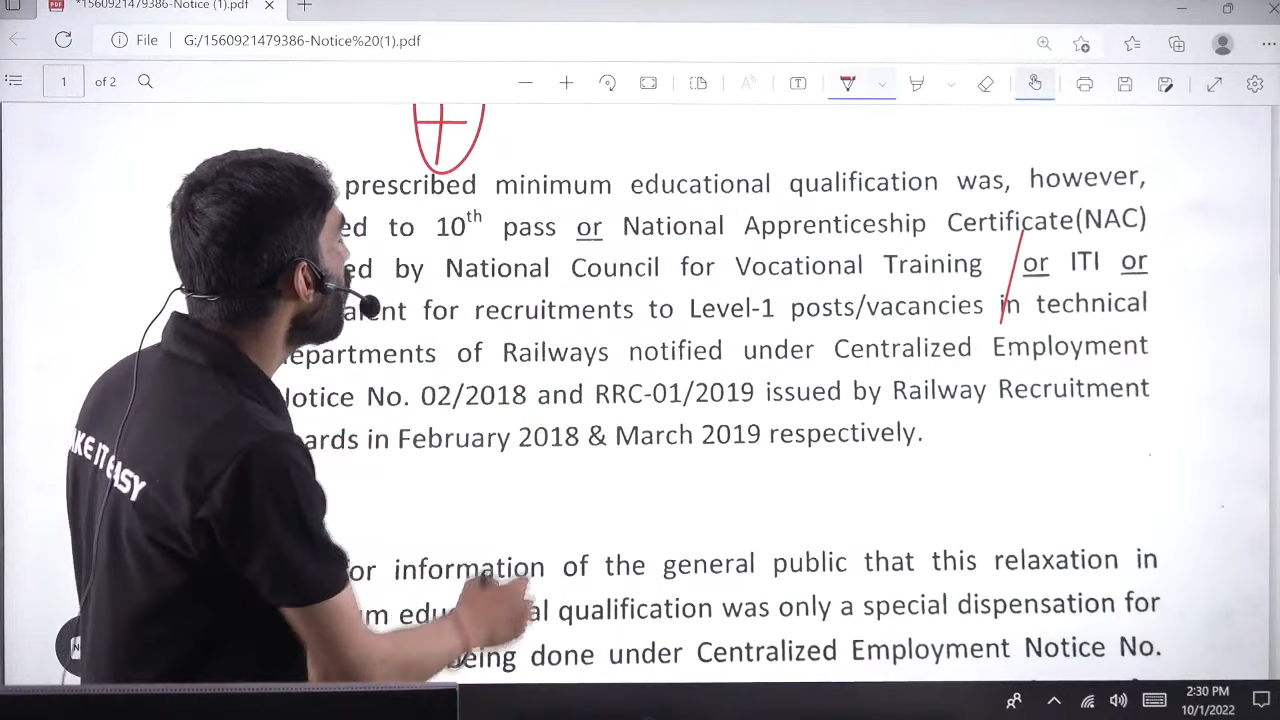 *1560921479386-Notice (1).pdf
File G:/1560921479386-Notice%20(1).pdf
1 of 2
prescribed minimum educational qualification was, however,
ed to 10th pass or National Apprenticeship Certificate(NAC)
ed by National Council for Vocational Training or ITI or
alent for recruitments to Level-1 posts/vacancies in technical
epartments of Railways notified under Centralized Employment
otice No. 02/2018 and RRC-01/2019 issued by Railway Recruitment
ards in February 2018 & March 2019 respectively.
or information of the general public that this relaxation in
m edu al qualification was only a special dispensation for
being done under Centralized Employment Notice No.
KE IT EASY
2:30 PM
10/1/2022